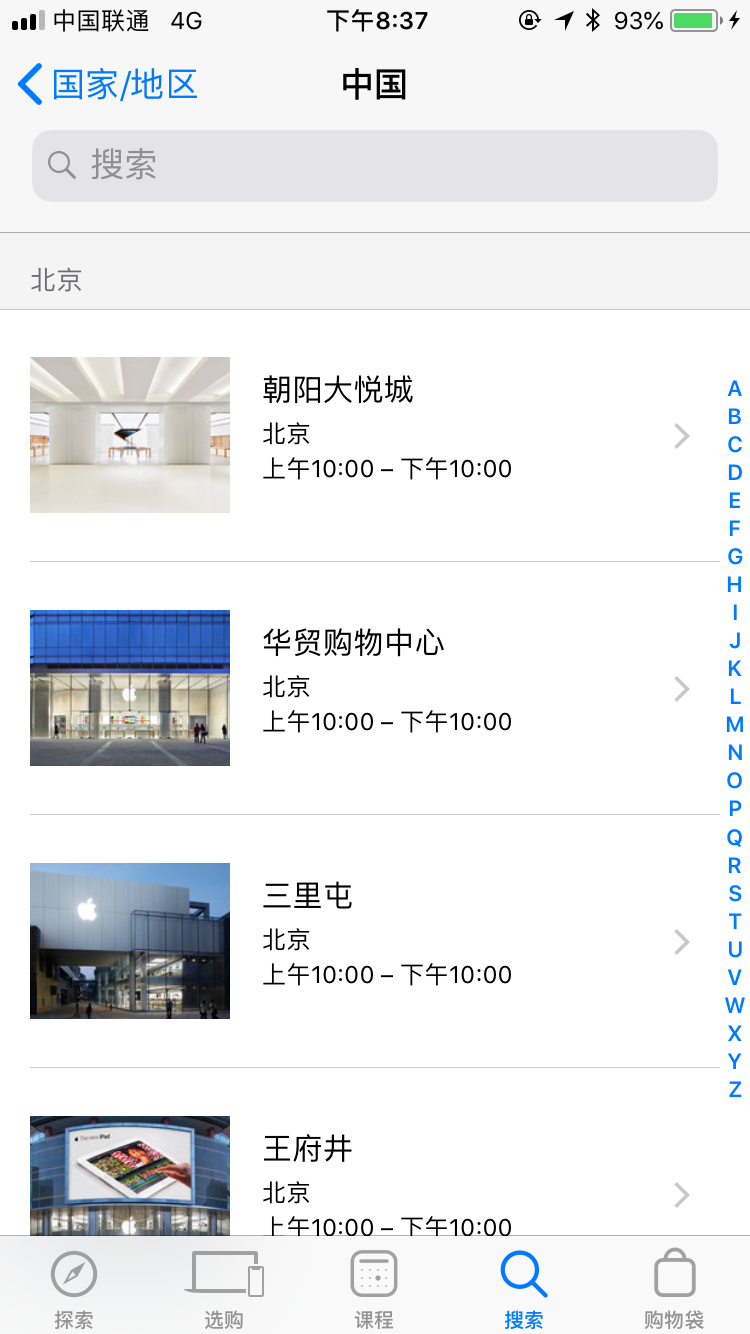 中国联通 4G 下午8:37 93%
国家/地区 中国
搜索
北京
朝阳大悦城
北京
上午10:00 – 下午10:00
华贸购物中心
北京
上午10:00 – 下午10:00
三里屯
北京
上午10:00 – 下午10:00
The new iPad
王府井
北京
上午10:00 – 下午10:00
A
B
C
D
E
F
G
H
I
J
K
L
M
N
O
P
Q
R
S
T
U
V
W
X
Y
Z
探索 选购 课程 搜索 购物袋